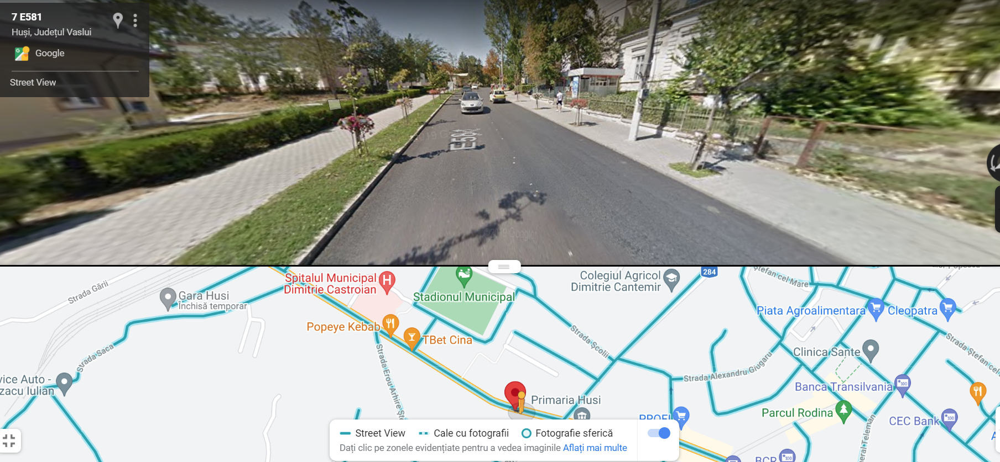 7 E581
Huși, Județul Vaslui
Google
Street View
E581
Strada Gării
Gara Husi
Închisă temporar
Spitalul Municipal
Dimitrie Castroian
Stadionul Municipal
Colegiul Agricol
Dimitrie Cantemir
284
Ștefan cel Mare
Piata Agroalimentara
Cleopatra
Popeye Kebab
TBet Cina
Strada Școlii
Strada Saca
Strada Erou Arhire Ște
Clinica Sante
Strada Ștefan cel
Strada Alexandru Giugaru
vice Auto -
zacu Iulian
Banca Transilvania
Primaria Husi
PROFI
Parcul Rodina
CEC Bank
eral Teleman
BCR
Street View
Cale cu fotografii
Fotografie sferică
Dați clic pe zonele evidențiate pentru a vedea imaginile Aflați mai multe